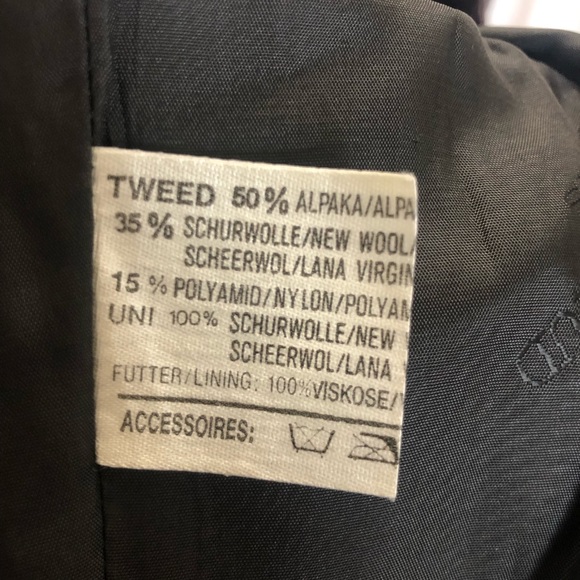 TWEED 50% ALPAKA/ALPA
35% SCHURWOLLE/NEW WOOL/
SCHEERWOL/LANA VIRGIN
15% POLYAMID/NYLON/POLYAM
UNI 100% SCHURWOLLE/NEW
SCHEERWOL/LANA
FUTTER/LINING: 100%VISKOSE/
ACCESSOIRES: